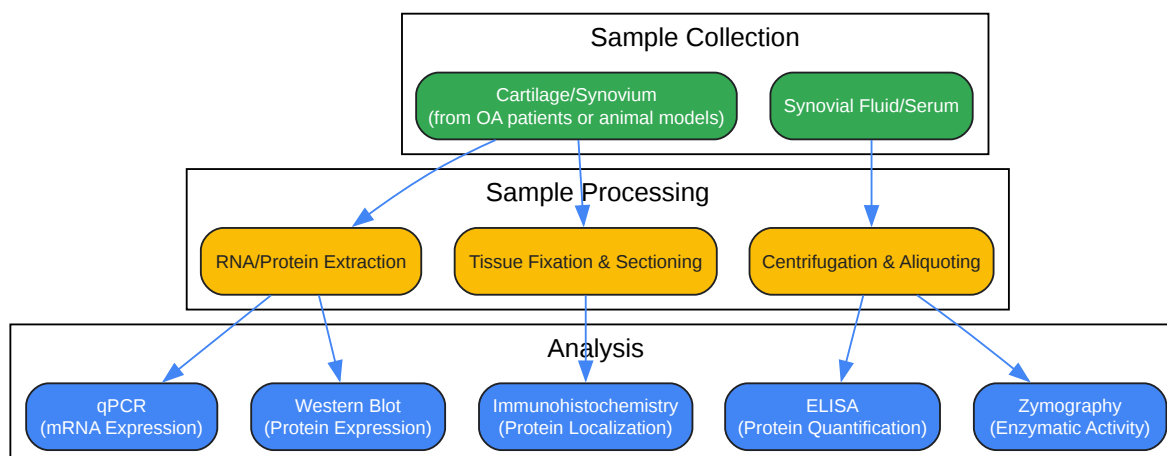 Sample Collection
Cartilage/Synovium
(from OA patients or animal models)
Synovial Fluid/Serum
Sample Processing
RNA/Protein Extraction
Tissue Fixation & Sectioning
Centrifugation & Aliquoting
Analysis
qPCR
(mRNA Expression)
Western Blot
(Protein Expression)
Immunohistochemistry
(Protein Localization)
ELISA
(Protein Quantification)
Zymography
(Enzymatic Activity)